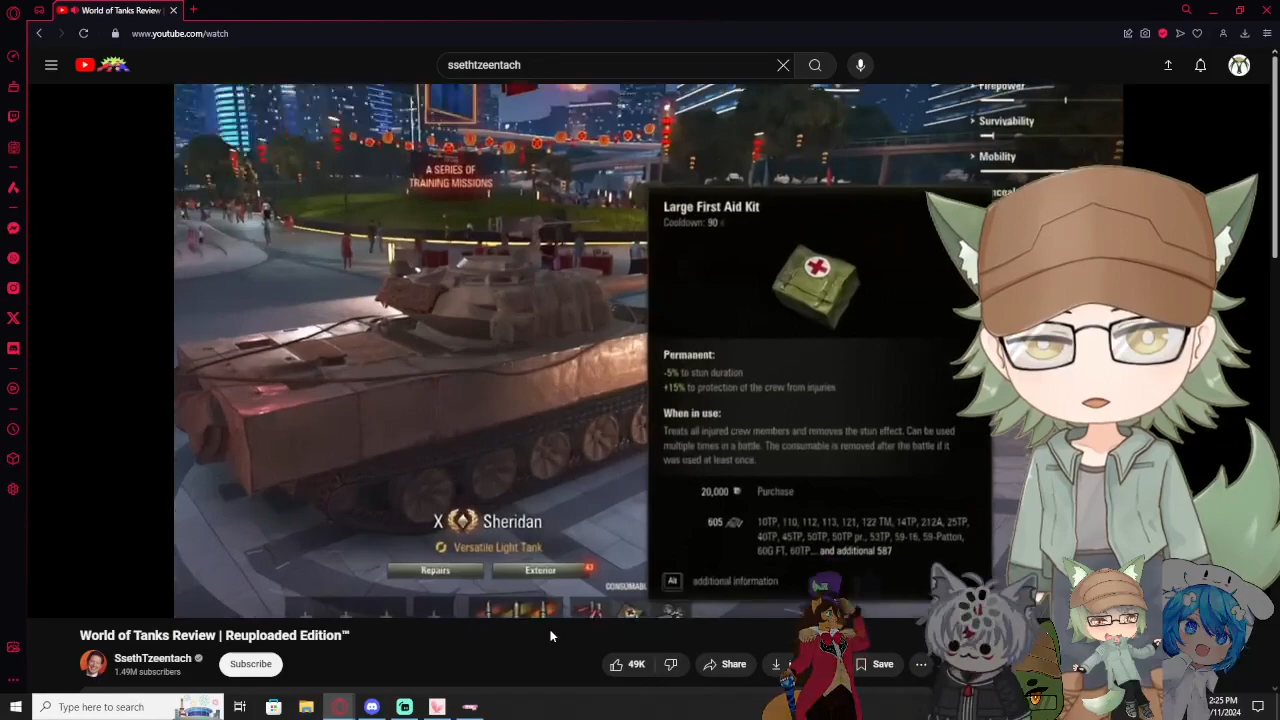 World of Tanks Review |
www.youtube.com/watch
ssethtzeentach
Firepower
A SERIES OF
TRAINING MISSIONS
Survivability
Mobility
Large First Aid Kit
Cooldown: 90 s
Permanent:
-5% to stun duration
+15% to protection of the crew from injuries
When in use:
Treats all injured crew members and removes the stun effect. Can be used
multiple times in a battle. The consumable is removed after the battle if it
was used at least once.
20,000 Purchase
605 10TP, 110, 112, 113, 121, 122 TM, 14TP, 212A, 25TP,
40TP, 45TP, 50TP, 50TP pr., 53TP, 59-16, 59-Patton,
60G FT, 60TP... and additional 587
X Sheridan
Versatile Light Tank
Repairs
Exterior
43
Alt additional information
World of Tanks Review | Reuploaded Edition™
SsethTzeentach
1.49M subscribers
Subscribe
49K
Share
Save
Type here to search
2:25 PM